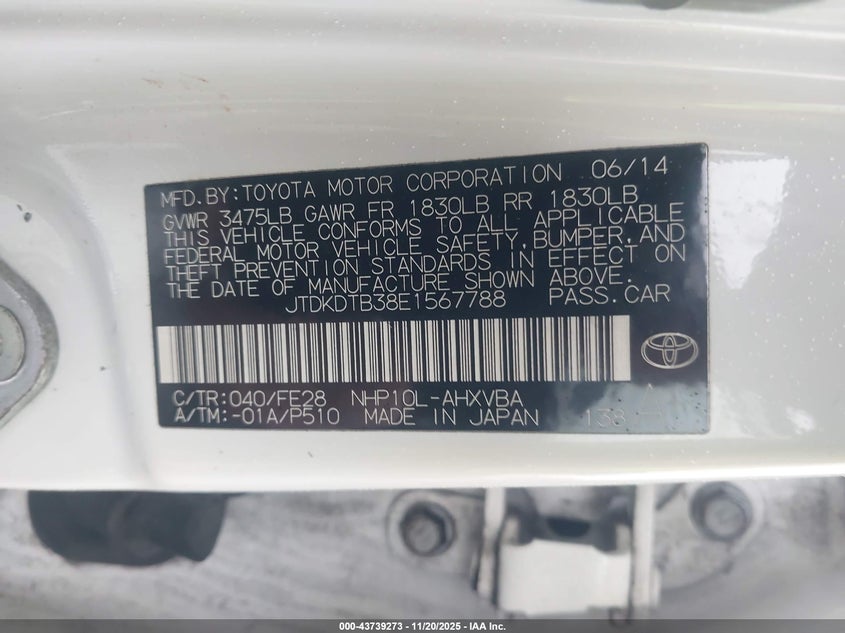 MFD. BY: TOYOTA MOTOR CORPORATION 06/14
GVWR 3475LB GAWR FR 1830LB RR 1830LB
THIS VEHICLE CONFORMS TO ALL APPLICABLE
FEDERAL MOTOR VEHICLE SAFETY, BUMPER, AND
THEFT PREVENTION STANDARDS IN EFFECT ON
THE DATE OF MANUFACTURE SHOWN ABOVE.
JTDKDTB38E1567788 PASS. CAR
C/TR: 040/FE28 NHP10L-AHXVBA
A/TM: -01A/P510 MADE IN JAPAN 138
000-43739273 - 11/20/2025 - IAA Inc.